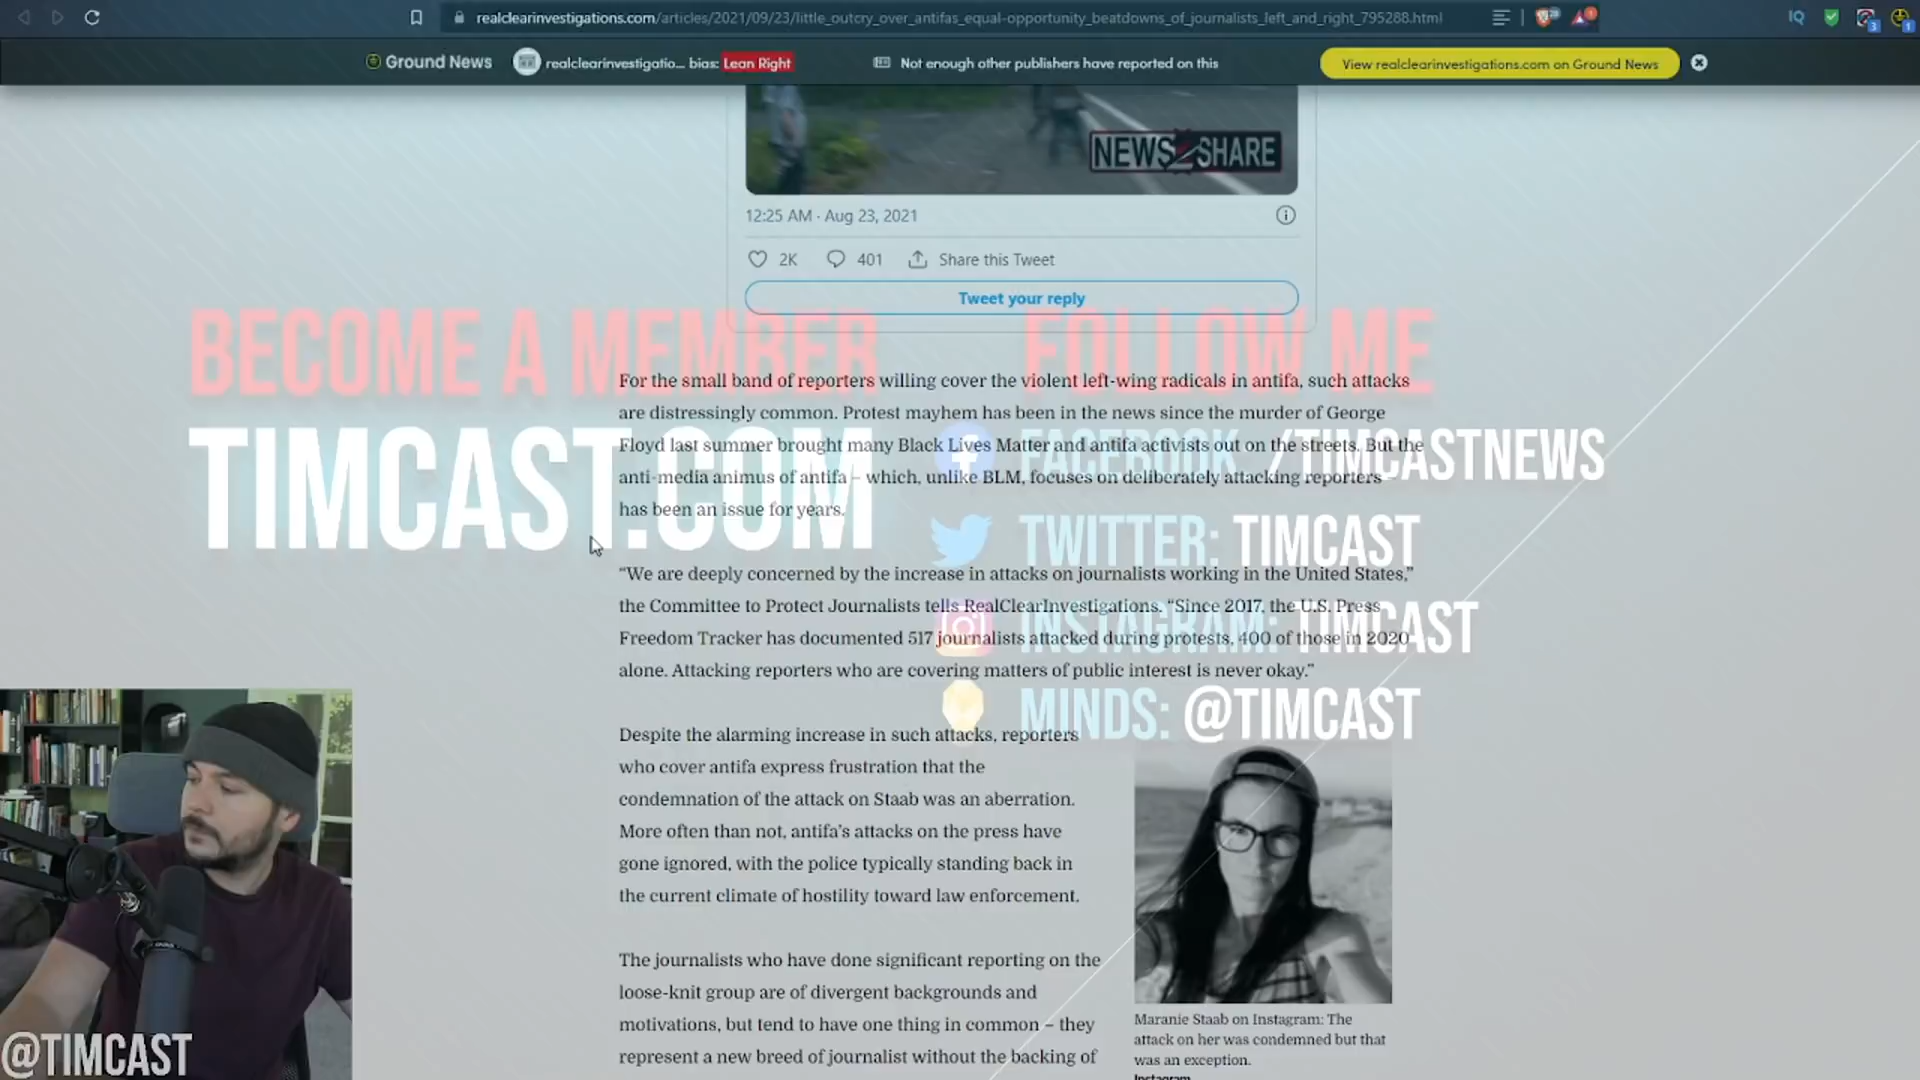 realclearinvestigations.com/articles/2021/09/23/little_outcry_over_antifas_equal-opportunity_beatdowns_of_journalists_left_and_right_795288.html
Ground News
realclearinvestigatio... bias: Lean Right
Not enough other publishers have reported on this
View realclearinvestigations.com on Ground News
NEWS2SHARE
12:25 AM · Aug 23, 2021
2K 401 Share this Tweet
Tweet your reply
BECOME A MEMBER
TIMCAST.COM
FOLLOW ME
FACEBOOK /TIMCASTNEWS
TWITTER: TIMCAST
INSTAGRAM: TIMCAST
MINDS: @TIMCAST
For the small band of reporters willing cover the violent left-wing radicals in antifa, such attacks
are distressingly common. Protest mayhem has been in the news since the murder of George
Floyd last summer brought many Black Lives Matter and antifa activists out on the streets. But the
anti-media animus of antifa – which, unlike BLM, focuses on deliberately attacking reporters –
has been an issue for years.
“We are deeply concerned by the increase in attacks on journalists working in the United States,”
the Committee to Protect Journalists tells RealClearInvestigations. “Since 2017, the U.S. Press
Freedom Tracker has documented 517 journalists attacked during protests, 400 of those in 2020
alone. Attacking reporters who are covering matters of public interest is never okay.”
Despite the alarming increase in such attacks, reporters
who cover antifa express frustration that the
condemnation of the attack on Staab was an aberration.
More often than not, antifa’s attacks on the press have
gone ignored, with the police typically standing back in
the current climate of hostility toward law enforcement.
The journalists who have done significant reporting on the
loose-knit group are of divergent backgrounds and
motivations, but tend to have one thing in common – they
represent a new breed of journalist without the backing of
Maranie Staab on Instagram: The
attack on her was condemned but that
was an exception.
Instagram
@TIMCAST